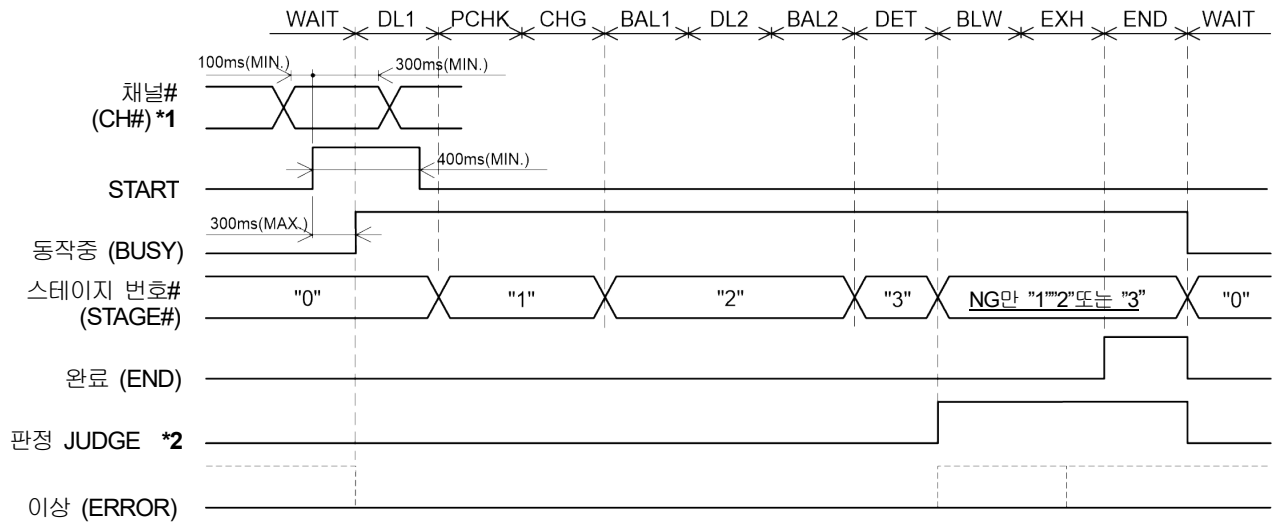 WAIT DL1 PCHK CHG BAL1 DL2 BAL2 DET BLW EXH END WAIT
100ms(MIN.) 300ms(MIN.)
채널#
(CH#) *1
400ms(MIN.)
START
300ms(MAX.)
동작중 (BUSY)
스테이지 번호#
(STAGE#)
"0" "1" "2" "3" NG만 ”1””2”또는 ”3” "0"
완료 (END)
판정 JUDGE *2
이상 (ERROR)